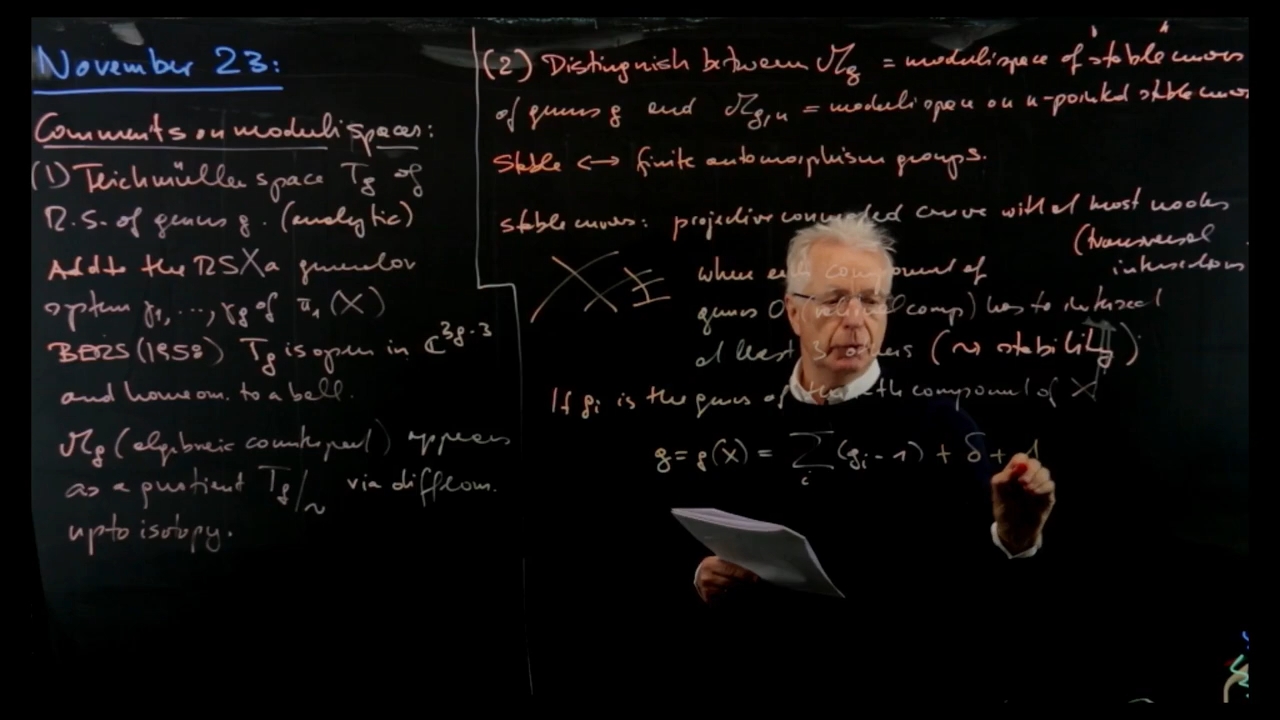 November 23:
Comments on moduli spaces:
(1) Teichmüller space T_g of
R.S. of genus g. (analytic)
Add to the RS X a generator
system γ1, ..., γg of π1(X)
BERS (1958) T_g is open in ℂ^{3g-3}
and homeom. to a ball.
M_g (algebraic counterpart) appears
as a quotient T_g/~ via diffeom.
up to isotopy.
(2) Distinguish between M_g = moduli space of "stable" curves
of genus g and M_{g,n} = moduli space on n-pointed stable curves
Stable ⟷ finite automorphism groups.
stable curves: projective connected curve with at most nodes
(transversal
intersections
where each component of
genus 0 comp) has to intersect
at least 3 others (~> stability)
If g_i is the genus of the i-th component of X
g = g(X) = Σ_i (g_i - 1) + δ + 1